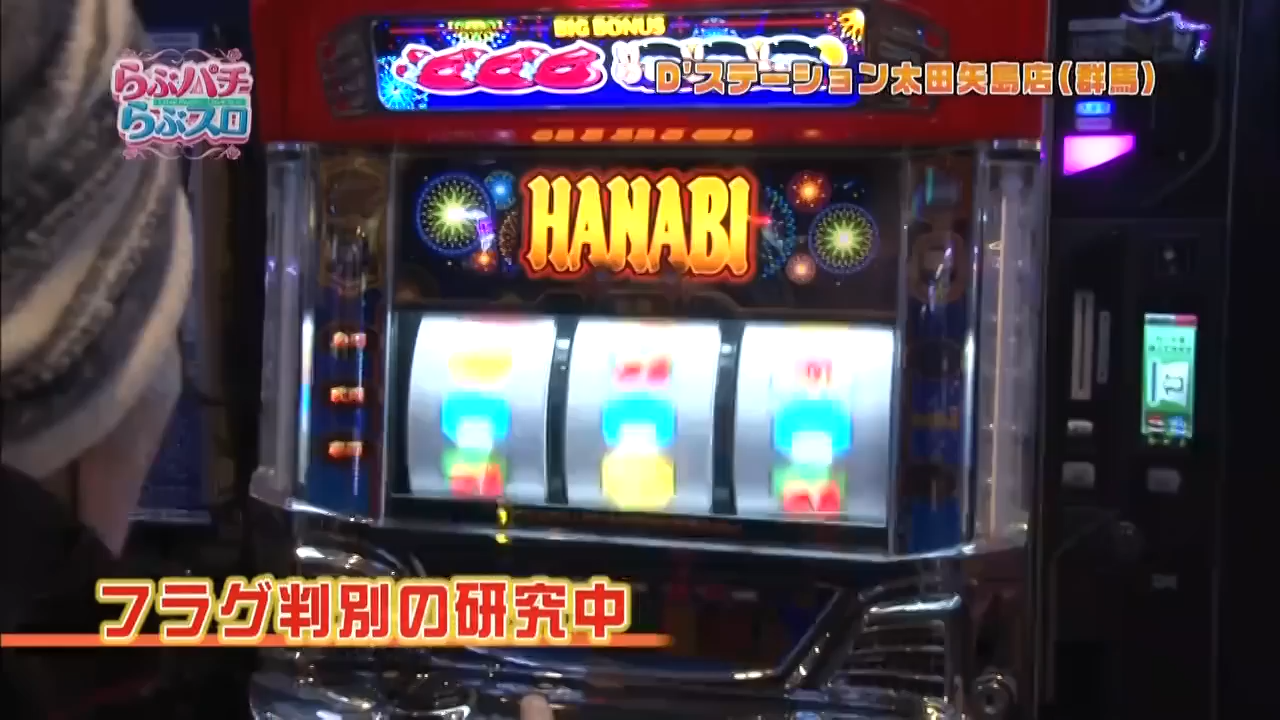 BIG BONUS
らぶパチ
らぶスロ
D'ステーション太田矢島店(群馬)
HANABI
フラグ判別の研究中